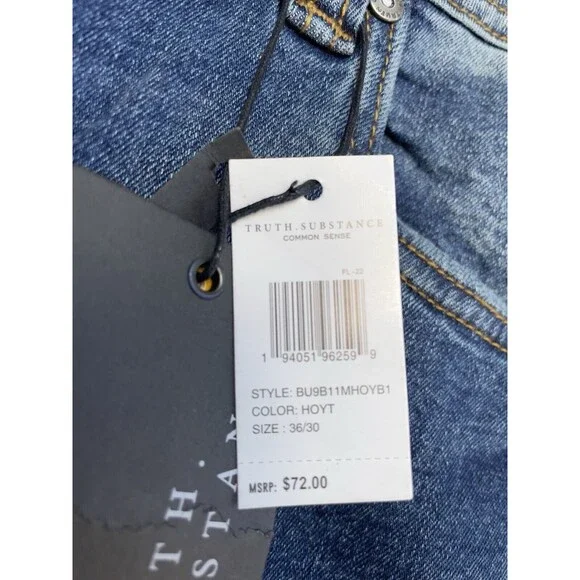 TRUTH.SUBSTANCE
COMMON SENSE
FL-22
1 94051 96259 9
STYLE: BU9B11MHOYB1
COLOR: HOYT
SIZE : 36/30
MSRP: $72.00
TH.
STAN